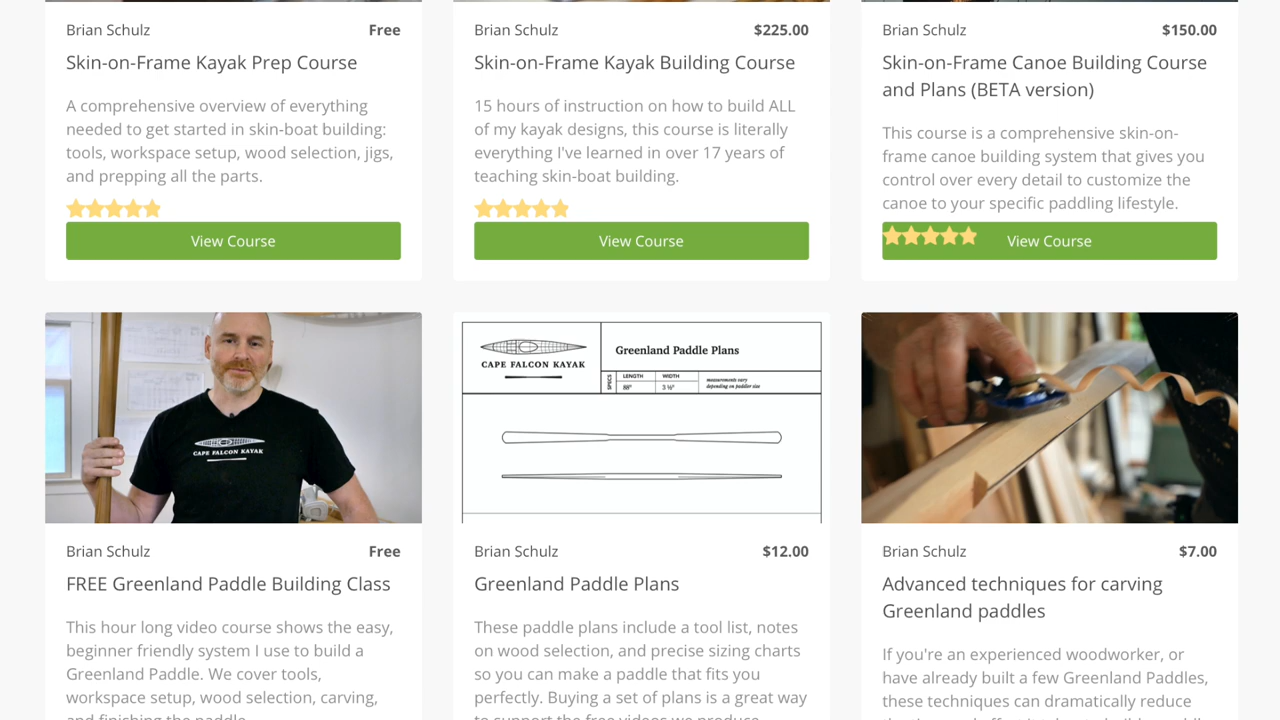 Brian Schulz
Free
Skin-on-Frame Kayak Prep Course
A comprehensive overview of everything
needed to get started in skin-boat building:
tools, workspace setup, wood selection, jigs,
and prepping all the parts.
View Course
Brian Schulz
$225.00
Skin-on-Frame Kayak Building Course
15 hours of instruction on how to build ALL
of my kayak designs, this course is literally
everything I've learned in over 17 years of
teaching skin-boat building.
View Course
Brian Schulz
$150.00
Skin-on-Frame Canoe Building Course
and Plans (BETA version)
This course is a comprehensive skin-on-
frame canoe building system that gives you
control over every detail to customize the
canoe to your specific paddling lifestyle.
View Course
CAPE FALCON KAYAK
Brian Schulz
Free
FREE Greenland Paddle Building Class
This hour long video course shows the easy,
beginner friendly system I use to build a
Greenland Paddle. We cover tools,
workspace setup, wood selection, carving,
and finishing the paddle.
CAPE FALCON KAYAK
Greenland Paddle Plans
SPECS
LENGTH
WIDTH
88"
3 ½"
measurements vary
depending on paddler size
Brian Schulz
$12.00
Greenland Paddle Plans
These paddle plans include a tool list, notes
on wood selection, and precise sizing charts
so you can make a paddle that fits you
perfectly. Buying a set of plans is a great way
to support the free videos we produce
Brian Schulz
$7.00
Advanced techniques for carving
Greenland paddles
If you're an experienced woodworker, or
have already built a few Greenland Paddles,
these techniques can dramatically reduce